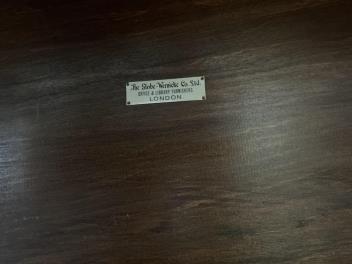 The Globe-Wernicke Co. Ltd.
OFFICE & LIBRARY FURNISHERS
LONDON